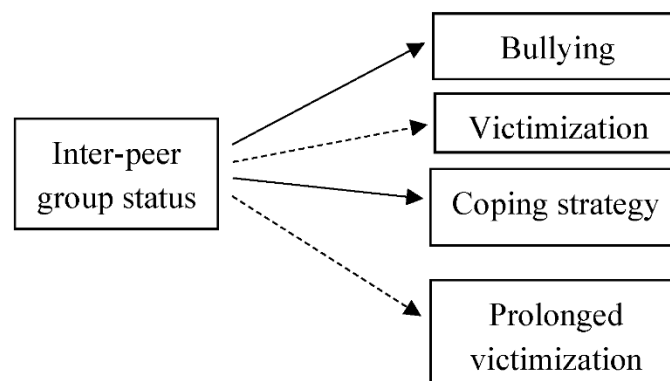 Bullying
Victimization
Inter-peer
group status
Coping strategy
Prolonged
victimization